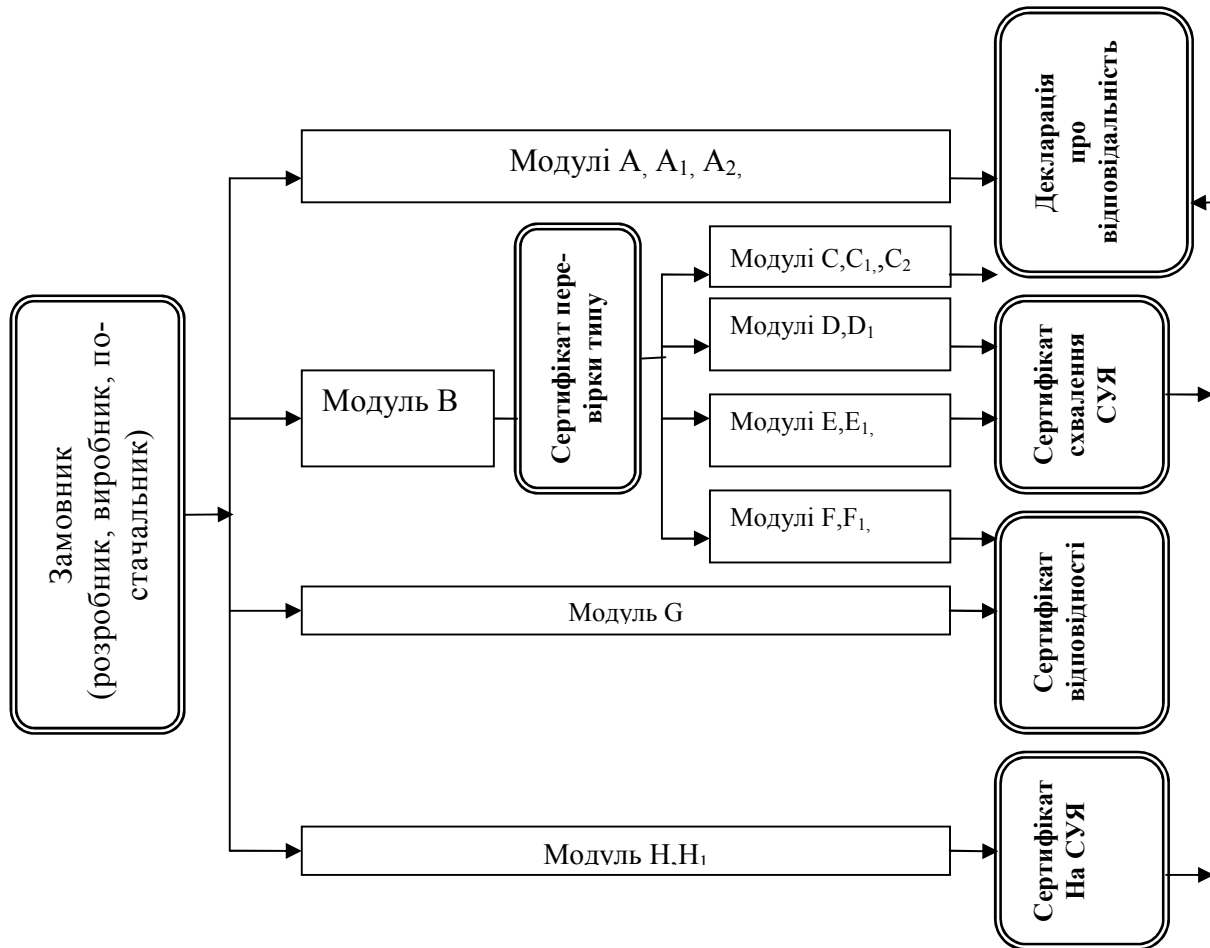 Замовник
(розробник, виробник, по-
стачальник)
Модулі А, А₁, А₂,
Модуль В
Сертифікат пере-
вірки типу
Модулі С,С₁,,С₂
Модулі D,D₁
Модулі Е,Е₁,
Модулі F,F₁,
Модуль G
Модуль Н,Н₁
Декларація
про
відповідальність
Сертифікат
схвалення
СУЯ
Сертифікат
відповідності
Сертифікат
На СУЯ